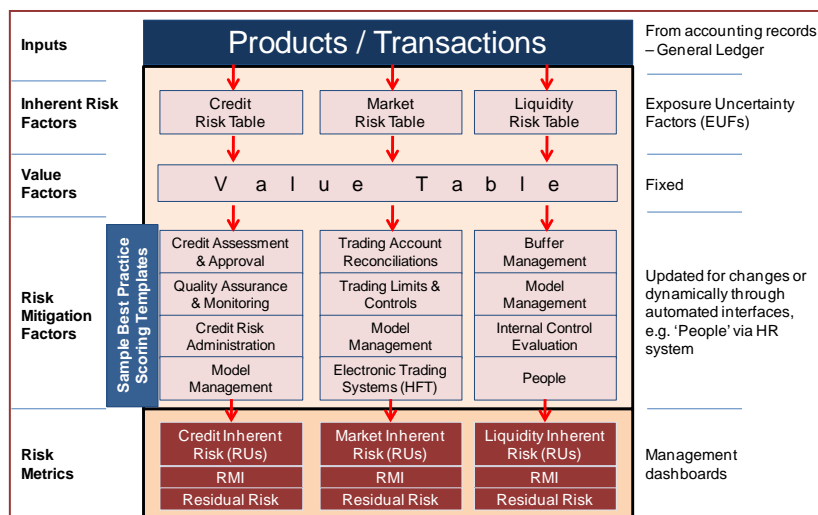 Inputs
Products / Transactions
From accounting records
– General Ledger
Inherent Risk
Factors
Credit
Risk Table
Market
Risk Table
Liquidity
Risk Table
Exposure Uncertainty
Factors (EUFs)
Value
Factors
Value Table
Fixed
Risk
Mitigation
Factors
Sample Best Practice
Scoring Templates
Credit Assessment
& Approval
Quality Assurance
& Monitoring
Credit Risk
Administration
Model
Management
Trading Account
Reconciliations
Trading Limits &
Controls
Model
Management
Electronic Trading
Systems (HFT)
Buffer
Management
Model
Management
Internal Control
Evaluation
People
Updated for changes or
dynamically through
automated interfaces,
e.g. ‘People’ via HR
system
Risk
Metrics
Credit Inherent
Risk (RUs)
RMI
Residual Risk
Market Inherent
Risk (RUs)
RMI
Residual Risk
Liquidity Inherent
Risk (RUs)
RMI
Residual Risk
Management
dashboards